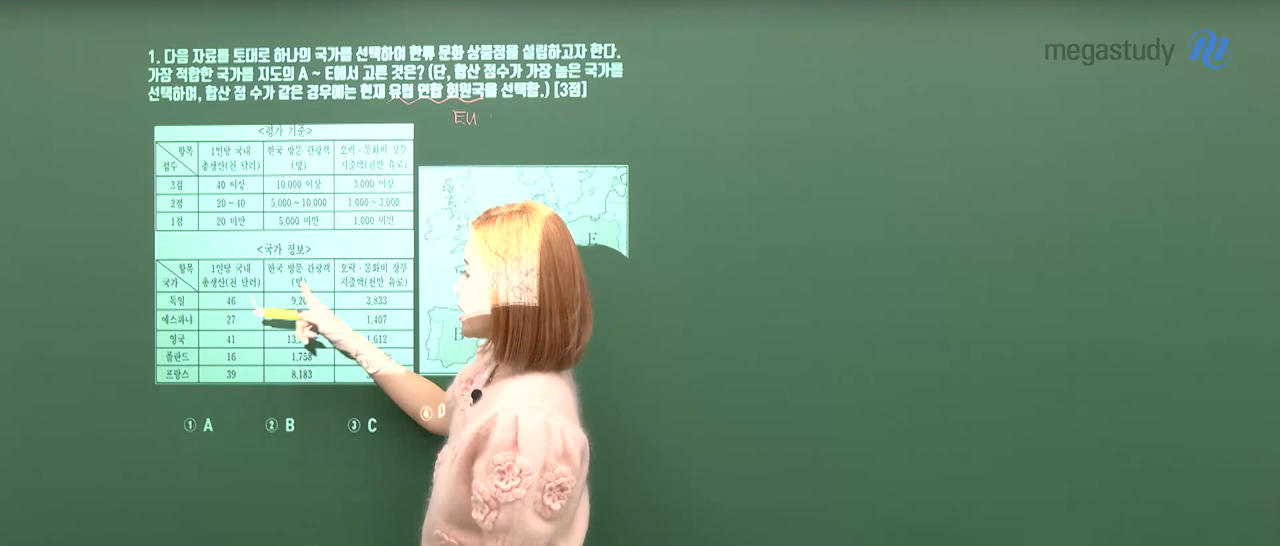 megastudy
1. 다음 자료를 토대로 하나의 국가를 선택하여 한류 문화 상품점을 설립하고자 한다.
가장 적합한 국가를 지도의 A ~ E에서 고른 것은? (단, 합산 점수가 가장 높은 국가를
선택하며, 합산 점 수가 같은 경우에는 현재 유럽 연합 회원국을 선택함.) [3점]
EU
<평가 기준>
항목 점수 1인당 국내 총생산(천 달러) 한국 방문 관광객 (명) 오락·문화비 정부 지출액(천만 유로)
3점 40 이상 10,000 이상 3,000 이상
2점 20 ~ 40 5,000 ~ 10,000 1,000 ~ 3,000
1점 20 미만 5,000 미만 1,000 미만
<국가 정보>
항목 국가 1인당 국내 총생산(천 달러) 한국 방문 관광객 (명) 오락·문화비 정부 지출액(천만 유로)
독일 46 3,833
에스파냐 27 1,407
영국 41 1,612
폴란드 16 1,758
프랑스 39 8,183
E
B
① A ② B ③ C ④ D